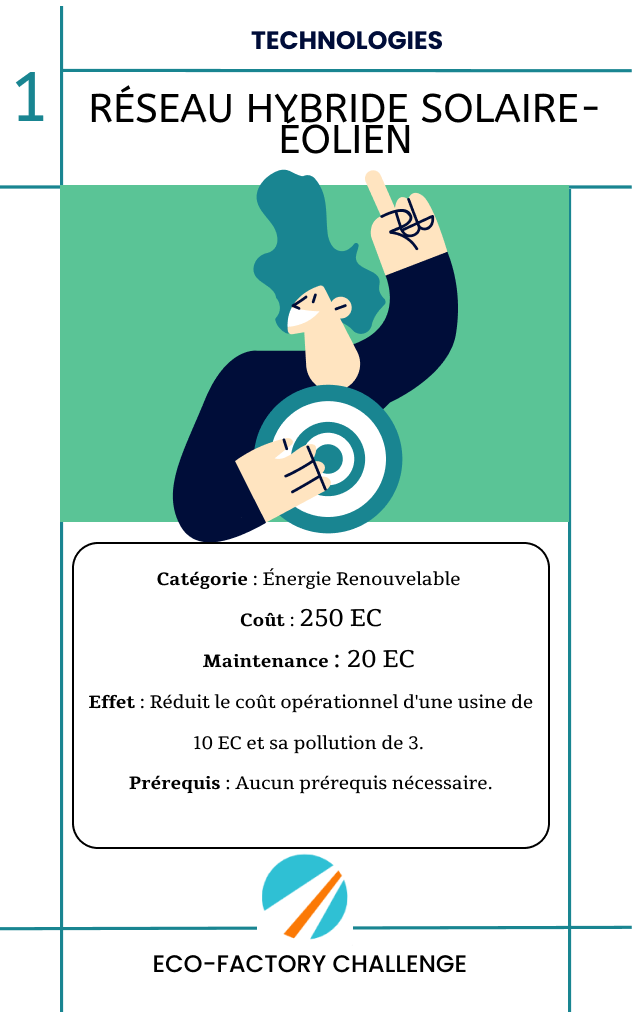 TECHNOLOGIES
1
RÉSEAU HYBRIDE SOLAIRE-
ÉOLIEN
Catégorie : Énergie Renouvelable
Coût : 250 EC
Maintenance : 20 EC
Effet : Réduit le coût opérationnel d'une usine de
10 EC et sa pollution de 3.
Prérequis : Aucun prérequis nécessaire.
ECO-FACTORY CHALLENGE